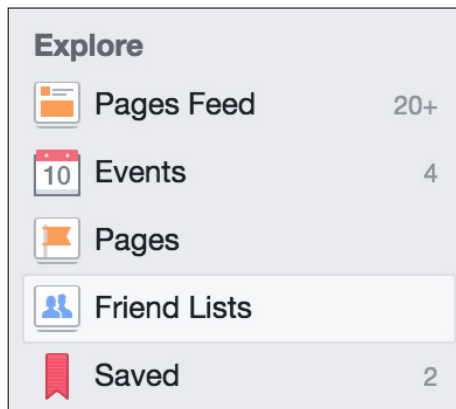 Explore
Pages Feed 20+
10 Events 4
Pages
Friend Lists
Saved 2